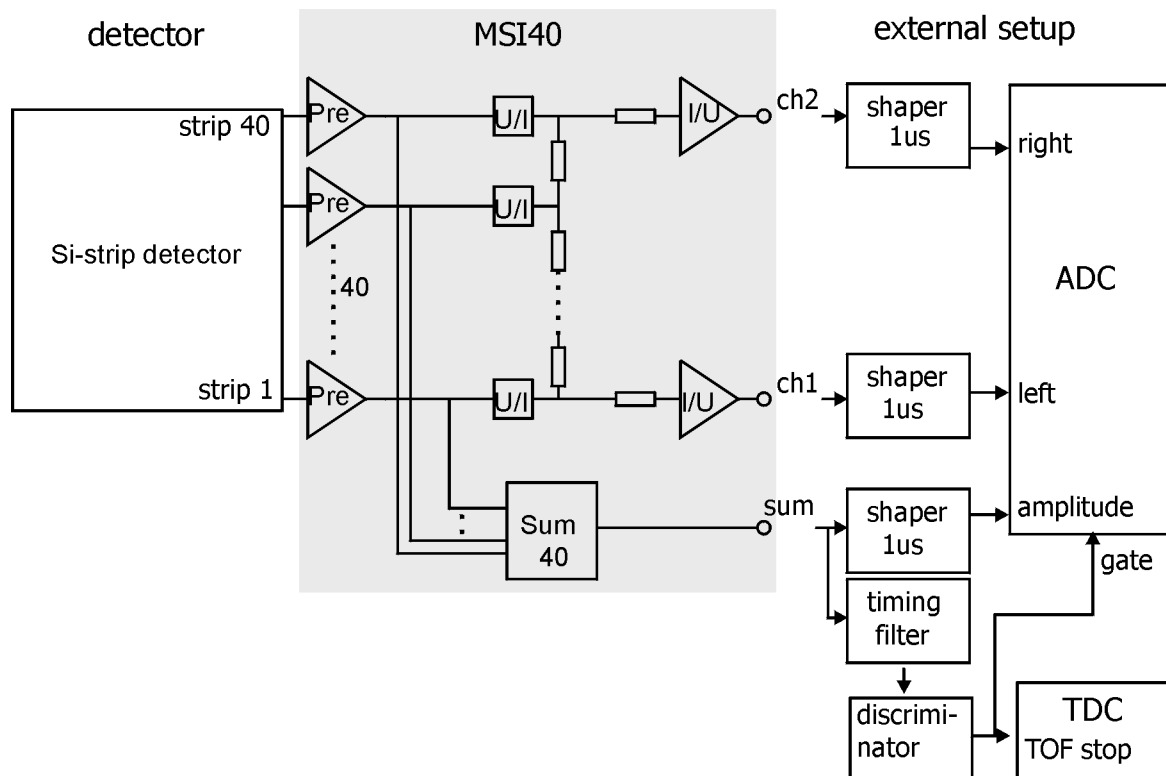 detector
MSI40
external setup
strip 40
Pre
U/I
I/U
ch2
shaper
1us
right
Pre
U/I
Si-strip detector
40
ADC
strip 1
Pre
U/I
I/U
ch1
shaper
1us
left
Sum
40
sum
shaper
1us
amplitude
gate
timing
filter
discrimi-
nator
TDC
TOF stop